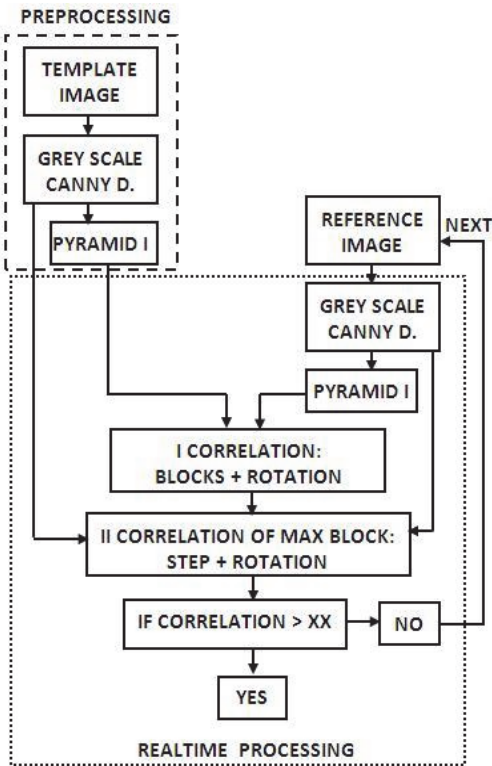 PREPROCESSING
TEMPLATE
IMAGE
GREY SCALE
CANNY D.
PYRAMID I
REFERENCE
IMAGE
NEXT
GREY SCALE
CANNY D.
PYRAMID I
I CORRELATION:
BLOCKS + ROTATION
II CORRELATION OF MAX BLOCK:
STEP + ROTATION
IF CORRELATION > XX
NO
YES
REALTIME PROCESSING